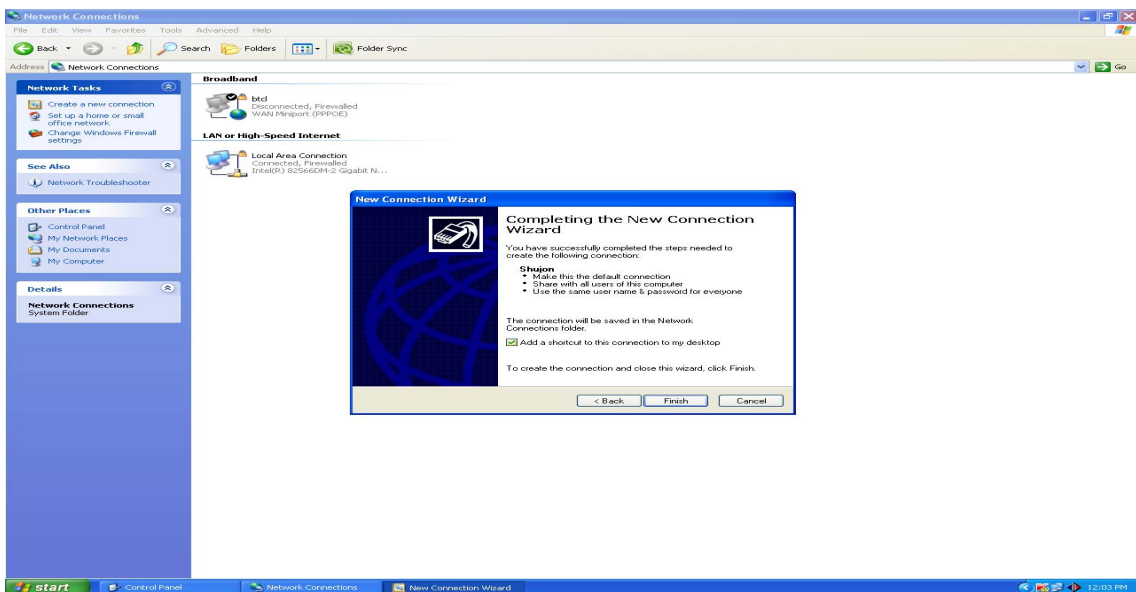 Network Connections
File Edit View Favorites Tools Advanced Help
Back Search Folders Folder Sync
Address Network Connections Go
Network Tasks
Create a new connection
Set up a home or small
office network
Change Windows Firewall
settings
See Also
Network Troubleshooter
Other Places
Control Panel
My Network Places
My Documents
My Computer
Details
Network Connections
System Folder
Broadband
btcl
Disconnected, Firewalled
WAN Miniport (PPPOE)
LAN or High-Speed Internet
Local Area Connection
Connected, Firewalled
Intel(R) 82566DM-2 Gigabit N...
New Connection Wizard
Completing the New Connection
Wizard
You have successfully completed the steps needed to
create the following connection:
Shujon
• Make this the default connection
• Share with all users of this computer
• Use the same user name & password for everyone
The connection will be saved in the Network
Connections folder.
Add a shortcut to this connection to my desktop
To create the connection and close this wizard, click Finish.
< Back Finish Cancel
start Control Panel Network Connections New Connection Wizard 12:03 PM